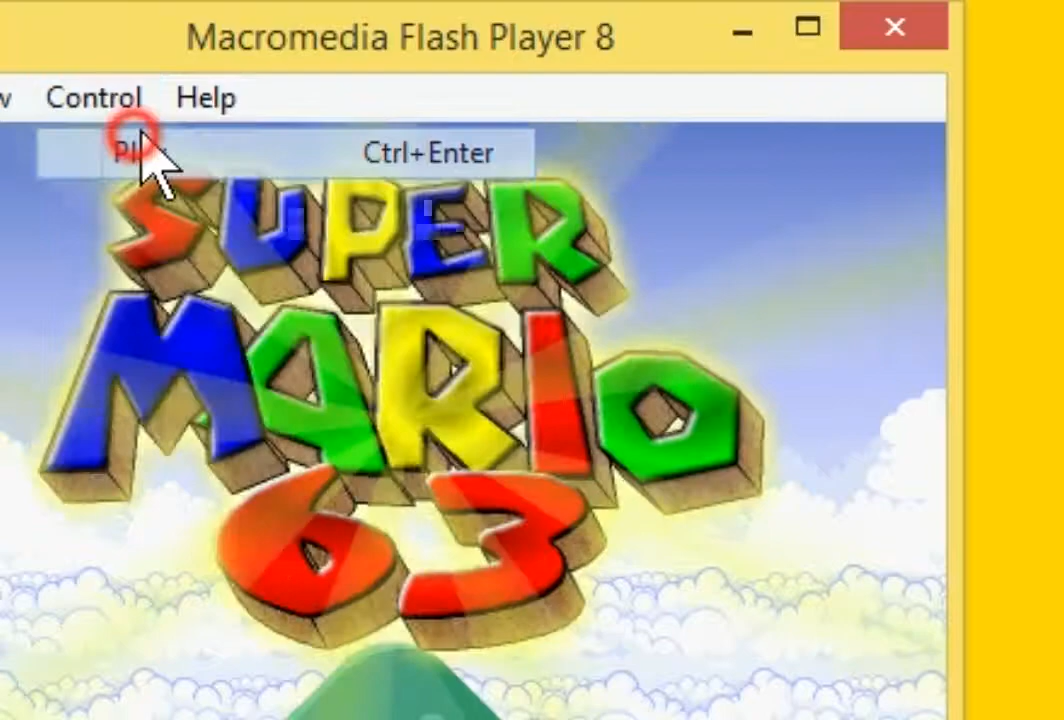 Macromedia Flash Player 8
Control Help
Ctrl+Enter
SUPER
MARIO
63